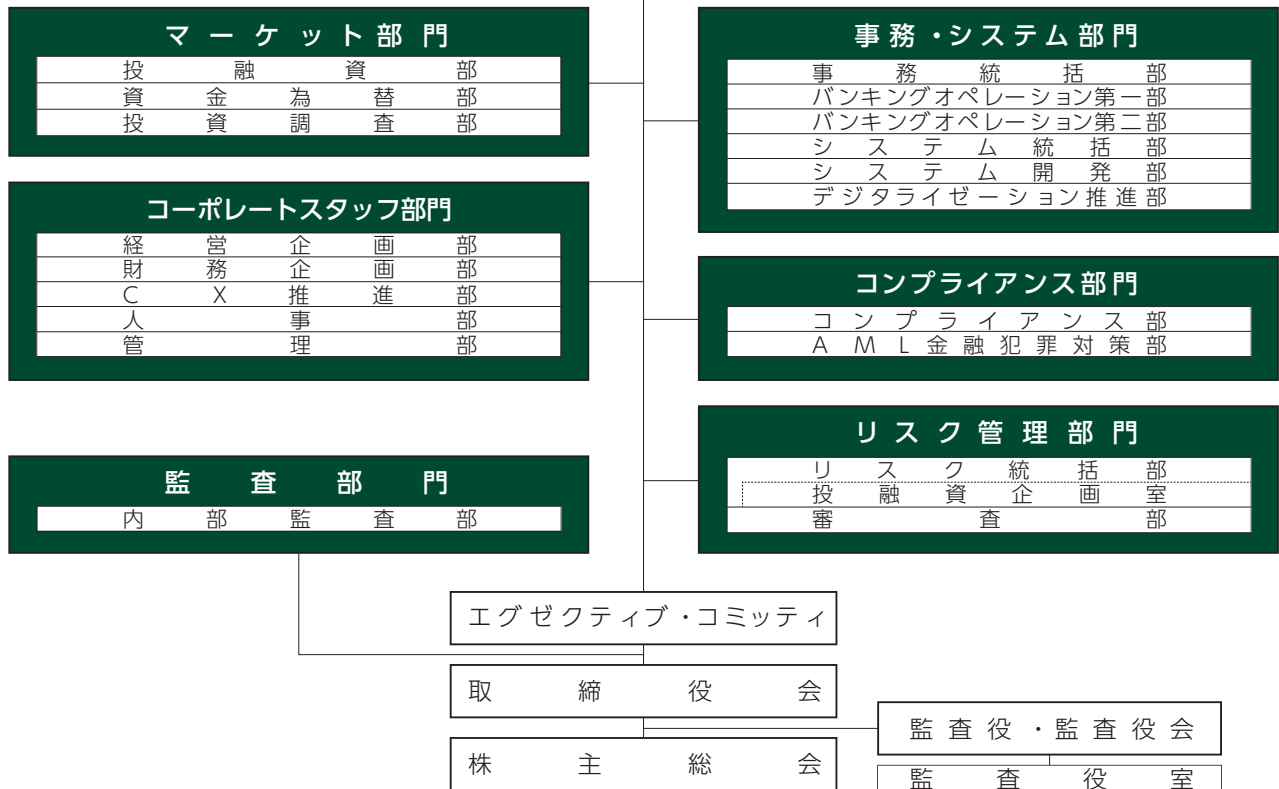 マーケット部門
投融資部
資金為替部
投資調査部
コーポレートスタッフ部門
経営企画部
財務企画部
CX推進部
人事部
管理部
監査部門
内部監査部
事務・システム部門
事務統括部
バンキングオペレーション第一部
バンキングオペレーション第二部
システム統括部
システム開発部
デジタライゼーション推進部
コンプライアンス部門
コンプライアンス部
AML金融犯罪対策部
リスク管理部門
リスク統括部
投融資企画室
審査部
エグゼクティブ・コミッティ
取締役会
監査役・監査役会
株主総会
監査役室